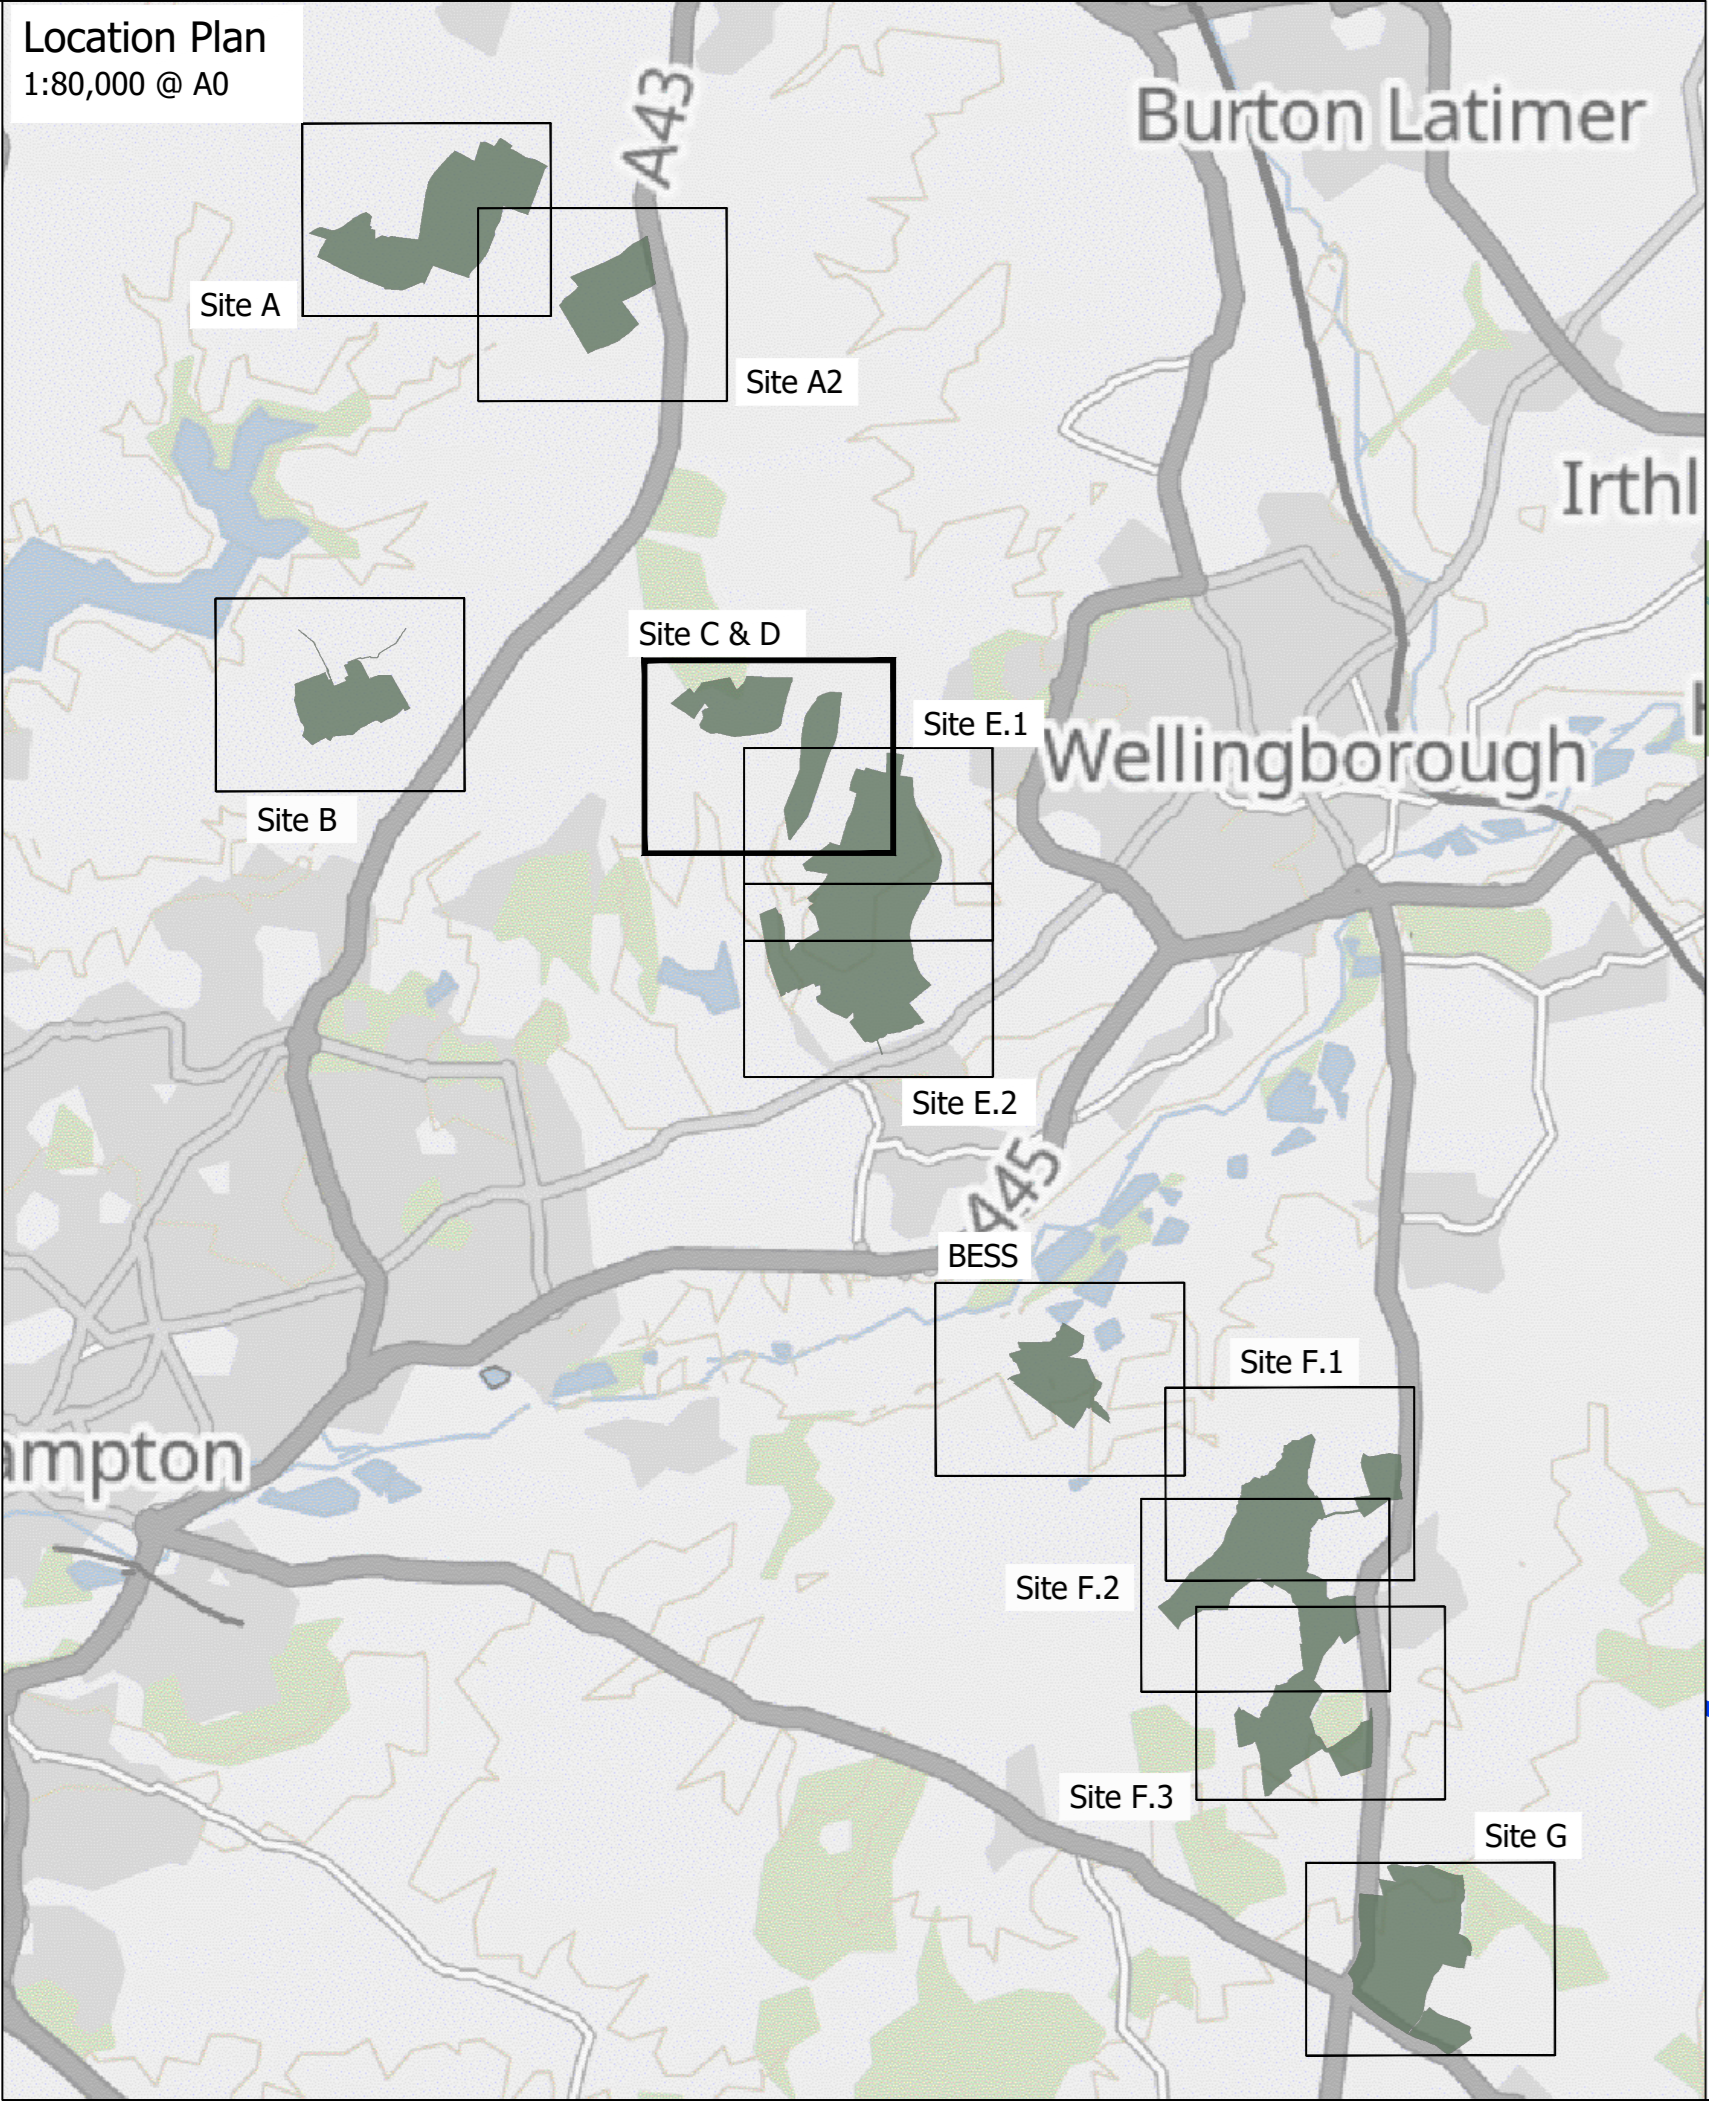 Location Plan
1:80,000 @ A0
A43
Burton Latimer
Site A
Site A2
Irthl
Site C & D
Site E.1
Wellingborough
Site B
Site E.2
A45
BESS
Site F.1
ampton
Site F.2
Site F.3
Site G